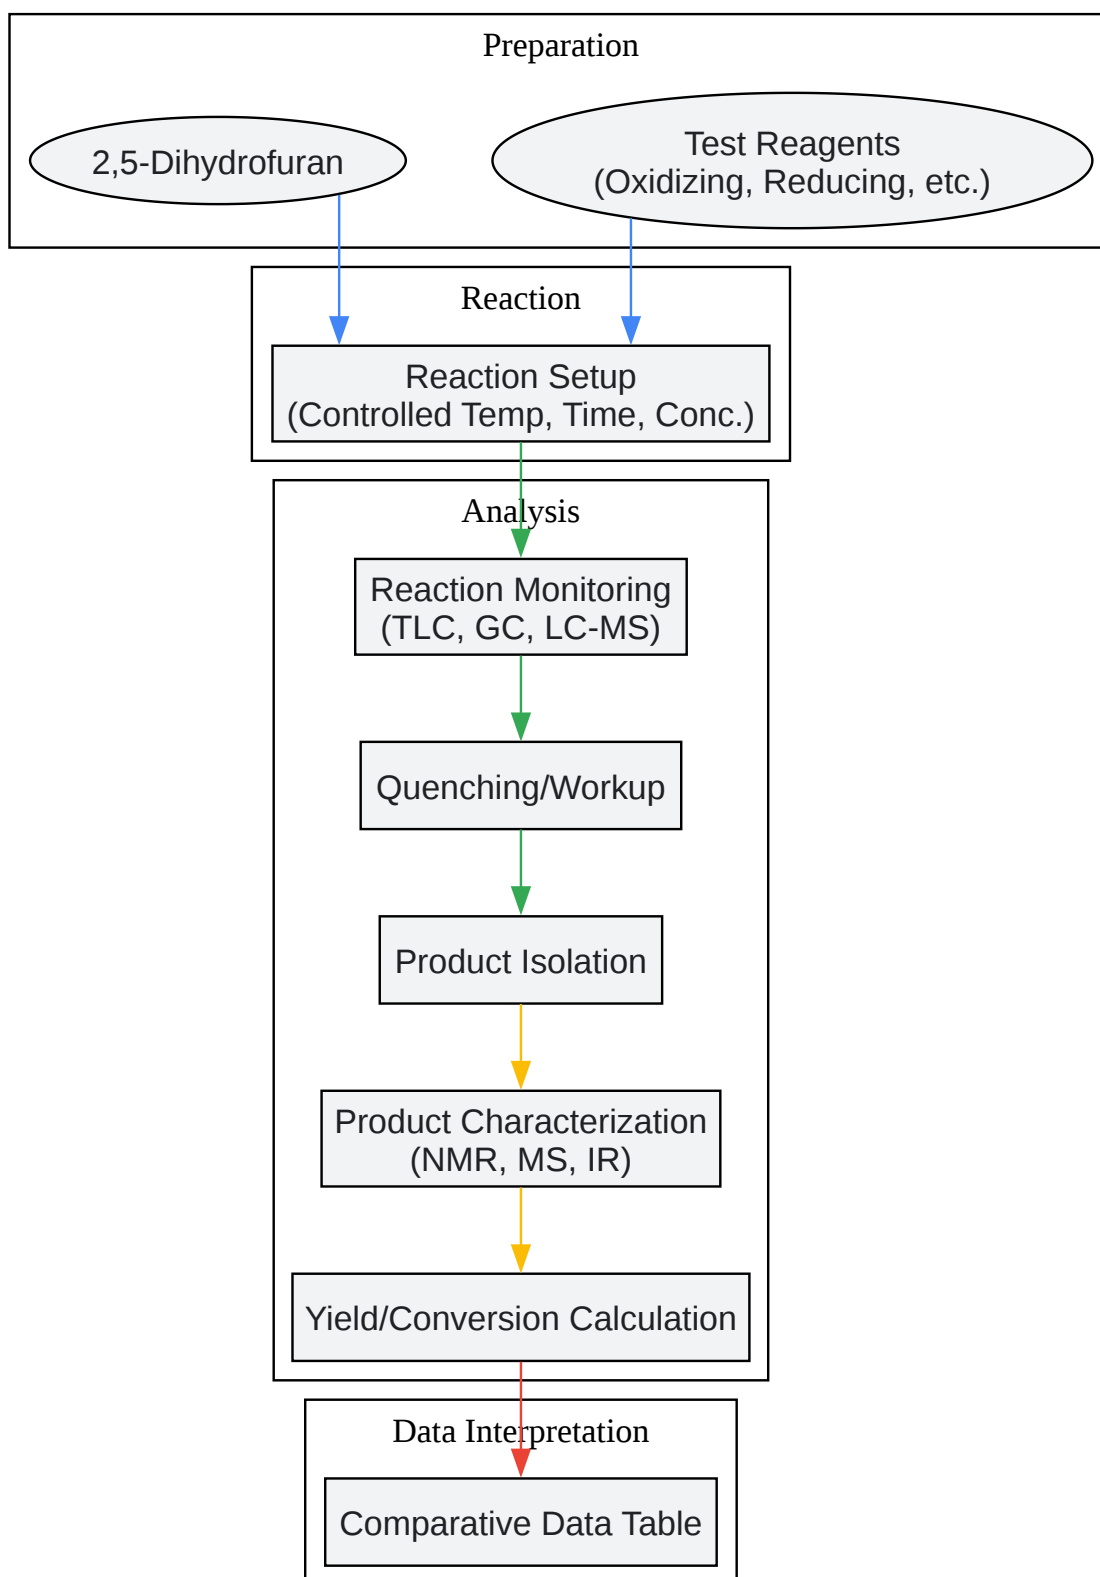 Preparation
2,5-Dihydrofuran
Test Reagents
(Oxidizing, Reducing, etc.)
Reaction
Reaction Setup
(Controlled Temp, Time, Conc.)
Analysis
Reaction Monitoring
(TLC, GC, LC-MS)
Quenching/Workup
Product Isolation
Product Characterization
(NMR, MS, IR)
Yield/Conversion Calculation
Data Interpretation
Comparative Data Table